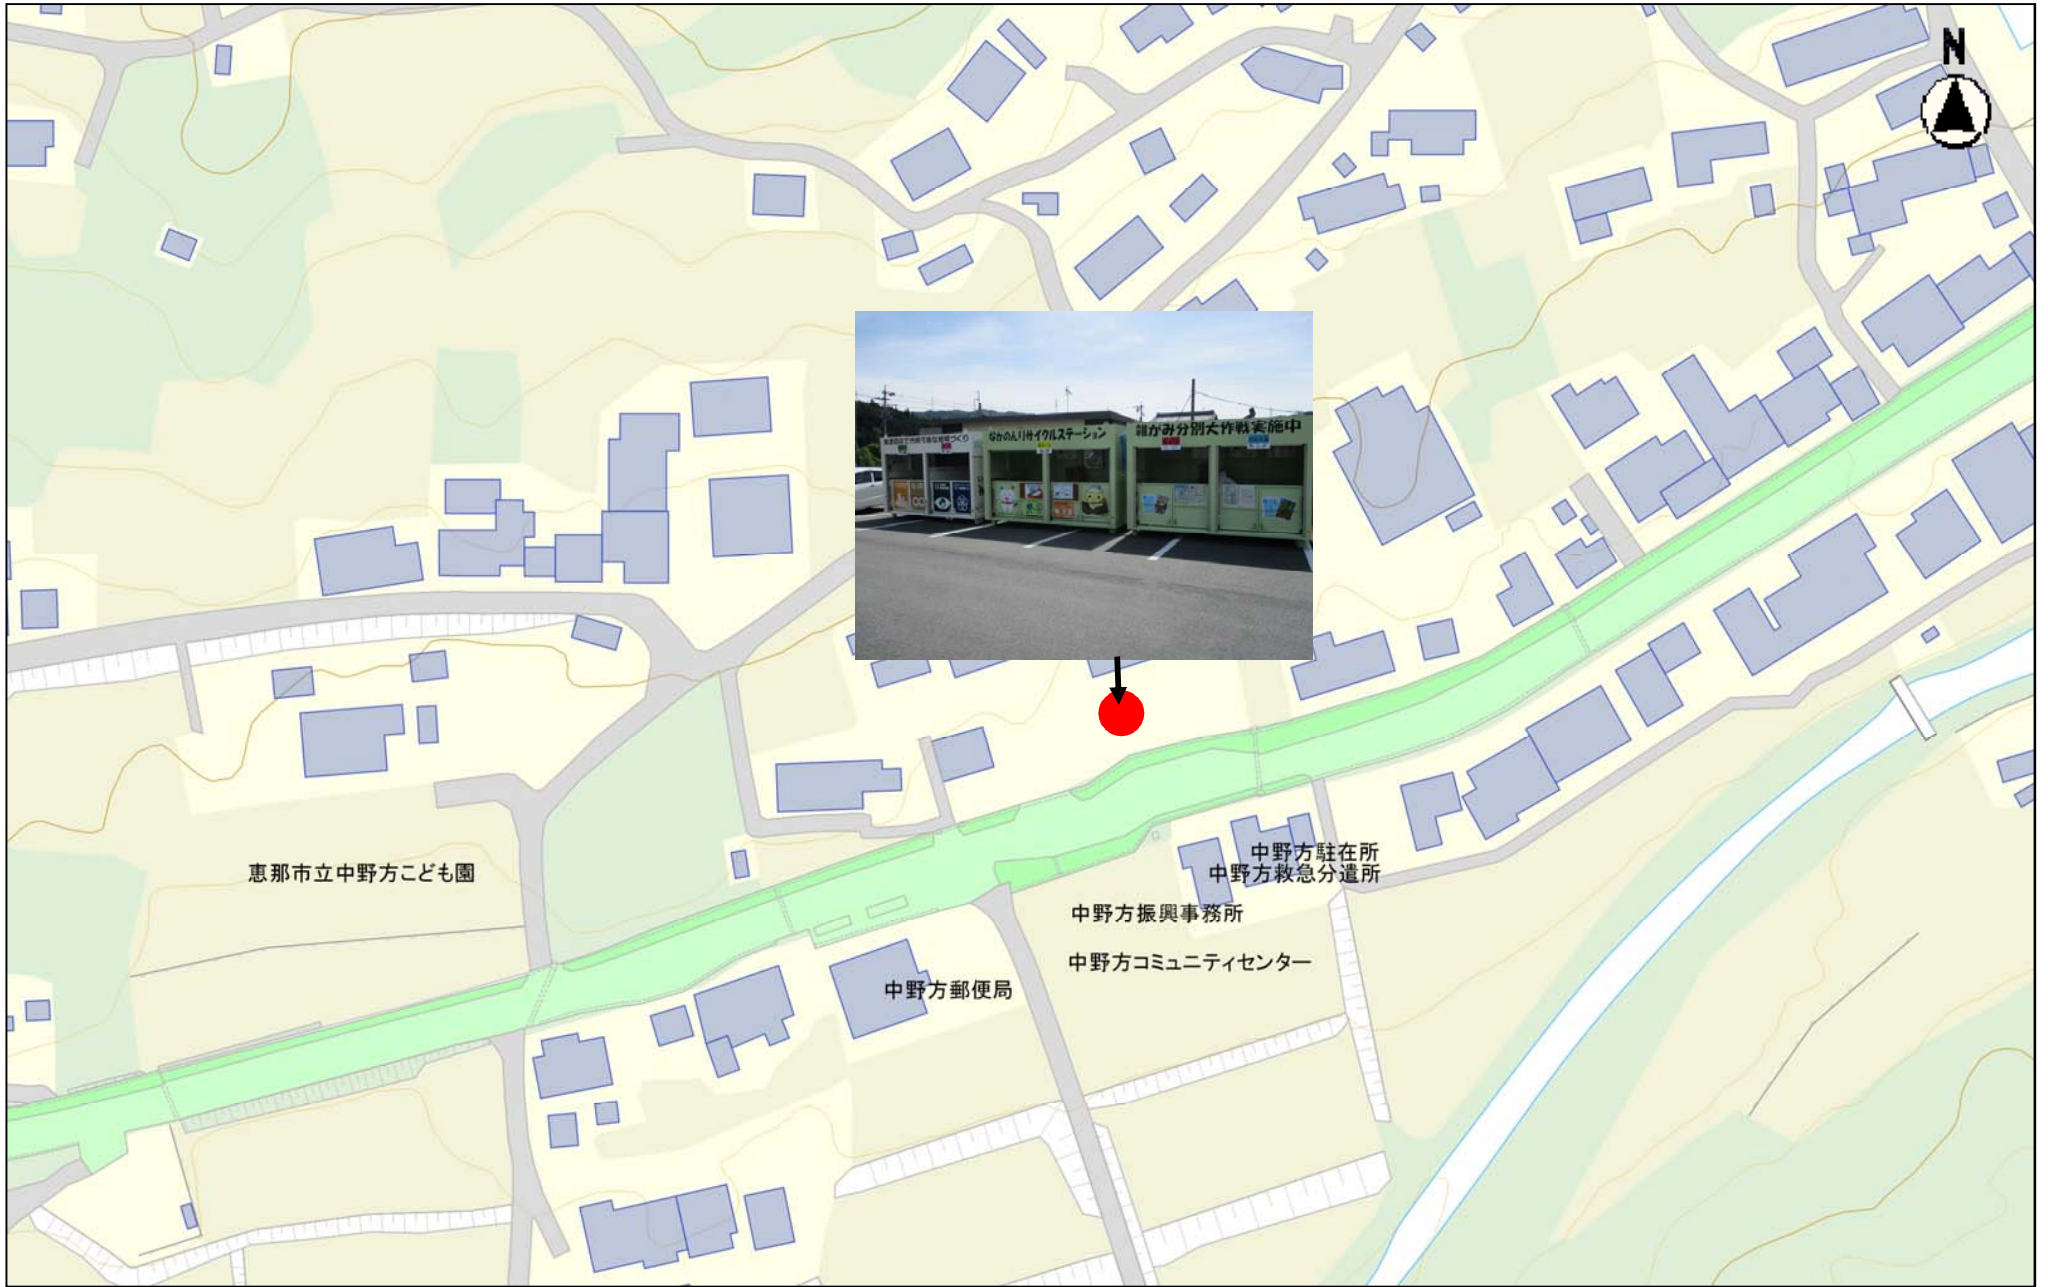 N
なかのんリサイクルステーション
雑がみ分別大作戦実施中
恵那市立中野方こども園
中野方駐在所
中野方救急分遣所
中野方振興事務所
中野方コミュニティセンター
中野方郵便局